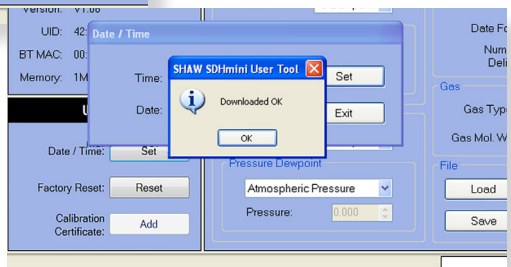 Version: V1.06
UID: 42:
BT MAC: 00:
Memory: 1M
Date / Time
Time:
Set
Date:
Exit
SHAW SDHmini User Tool
Downloaded OK
OK
Date / Time: Set
Factory Reset: Reset
Calibration
Certificate:
Add
Pressure Dewpoint
Atmospheric Pressure
Pressure: 0.000
Date Fo
Num
Deli
Gas
Gas Typ
Gas Mol. W
File
Load
Save